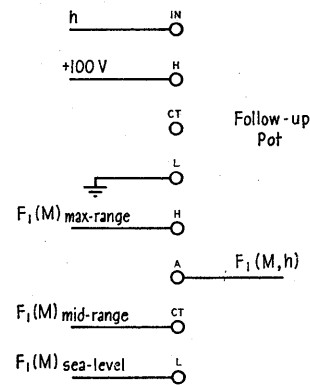 h IN
+100 V H
CT Follow-up
Pot
L
F₁(M) max-range H
A F₁(M,h)
F₁(M) mid-range CT
F₁(M) sea-level L